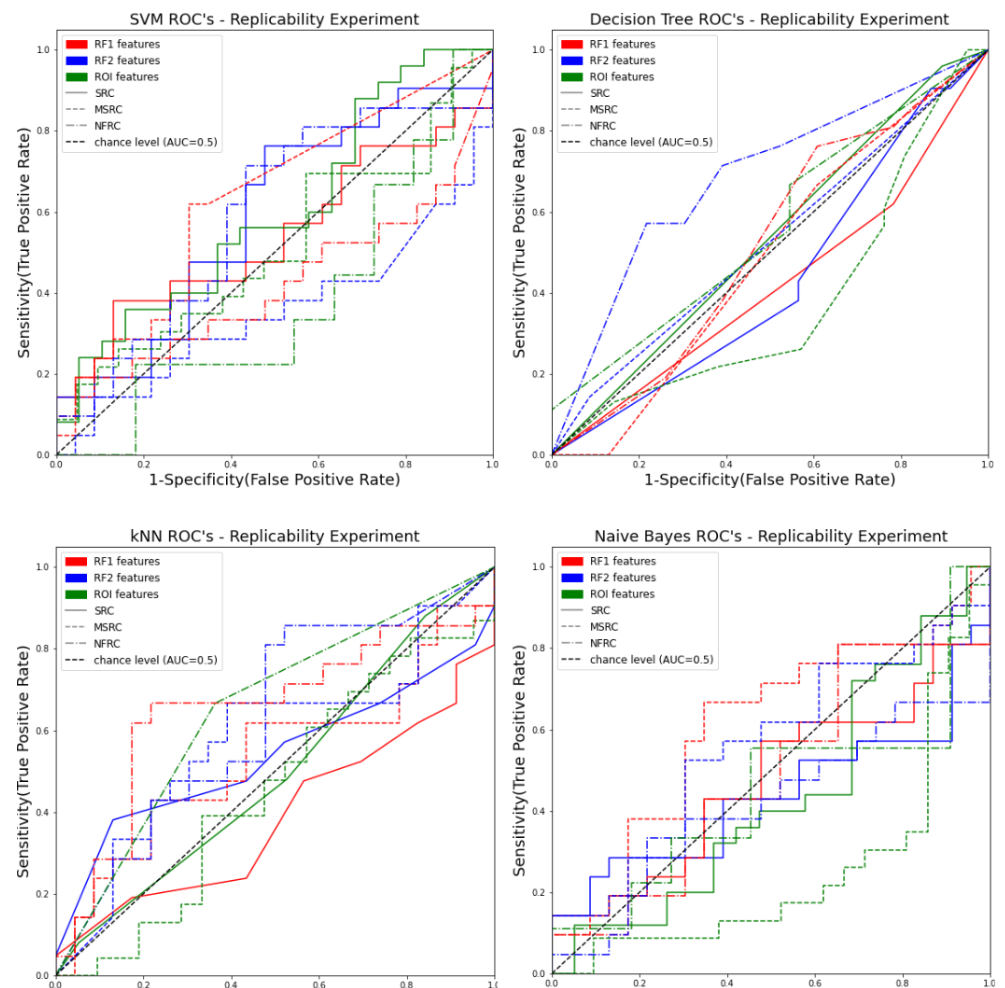 SVM ROC's - Replicability Experiment
1.0
0.8
0.6
0.4
0.2
0.0
Sensitivity(True Positive Rate)
RF1 features
RF2 features
ROI features
SRC
MSRC
NFRC
chance level (AUC=0.5)
0.0 0.2 0.4 0.6 0.8 1.0
1-Specificity(False Positive Rate)
Decision Tree ROC's - Replicability Experiment
1.0
0.8
0.6
0.4
0.2
0.0
Sensitivity(True Positive Rate)
RF1 features
RF2 features
ROI features
SRC
MSRC
NFRC
chance level (AUC=0.5)
0.0 0.2 0.4 0.6 0.8 1.0
1-Specificity(False Positive Rate)
kNN ROC's - Replicability Experiment
1.0
0.8
0.6
0.4
0.2
0.0
Sensitivity(True Positive Rate)
RF1 features
RF2 features
ROI features
SRC
MSRC
NFRC
chance level (AUC=0.5)
0.0 0.2 0.4 0.6 0.8 1.0
Naive Bayes ROC's - Replicability Experiment
1.0
0.8
0.6
0.4
0.2
0.0
Sensitivity(True Positive Rate)
RF1 features
RF2 features
ROI features
SRC
MSRC
NFRC
chance level (AUC=0.5)
0.0 0.2 0.4 0.6 0.8 1.0